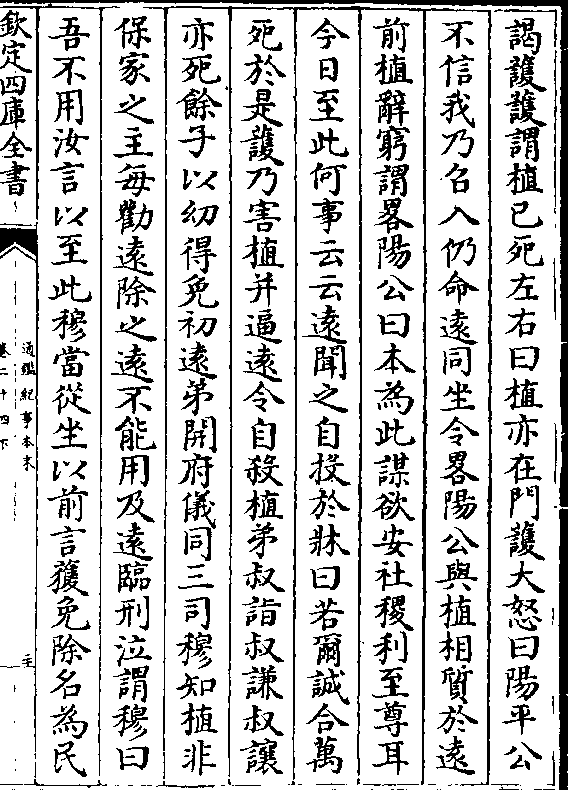 謁護護謂植已死左右曰植亦在門護大怒曰陽平公
不信我乃召入仍命遠同坐令畧陽公與植相質於遠
前植辭窮謂畧陽公曰本為此謀欲安社稷利至尊耳
今日至此何事云云遠聞之自投於牀曰若爾誠合萬
死於是護乃害植并逼遠令自殺植弟叔詣叔謙叔讓
亦死餘子以幼得免初遠弟開府儀同三司穆知植非
保家之主每勸遠除之遠不能用及遠臨刑泣謂穆曰
吾不用汝言以至此穆當從坐以前言獲免除名為民
欽定四庫全書
通鑑紀事本末
卷二十四下